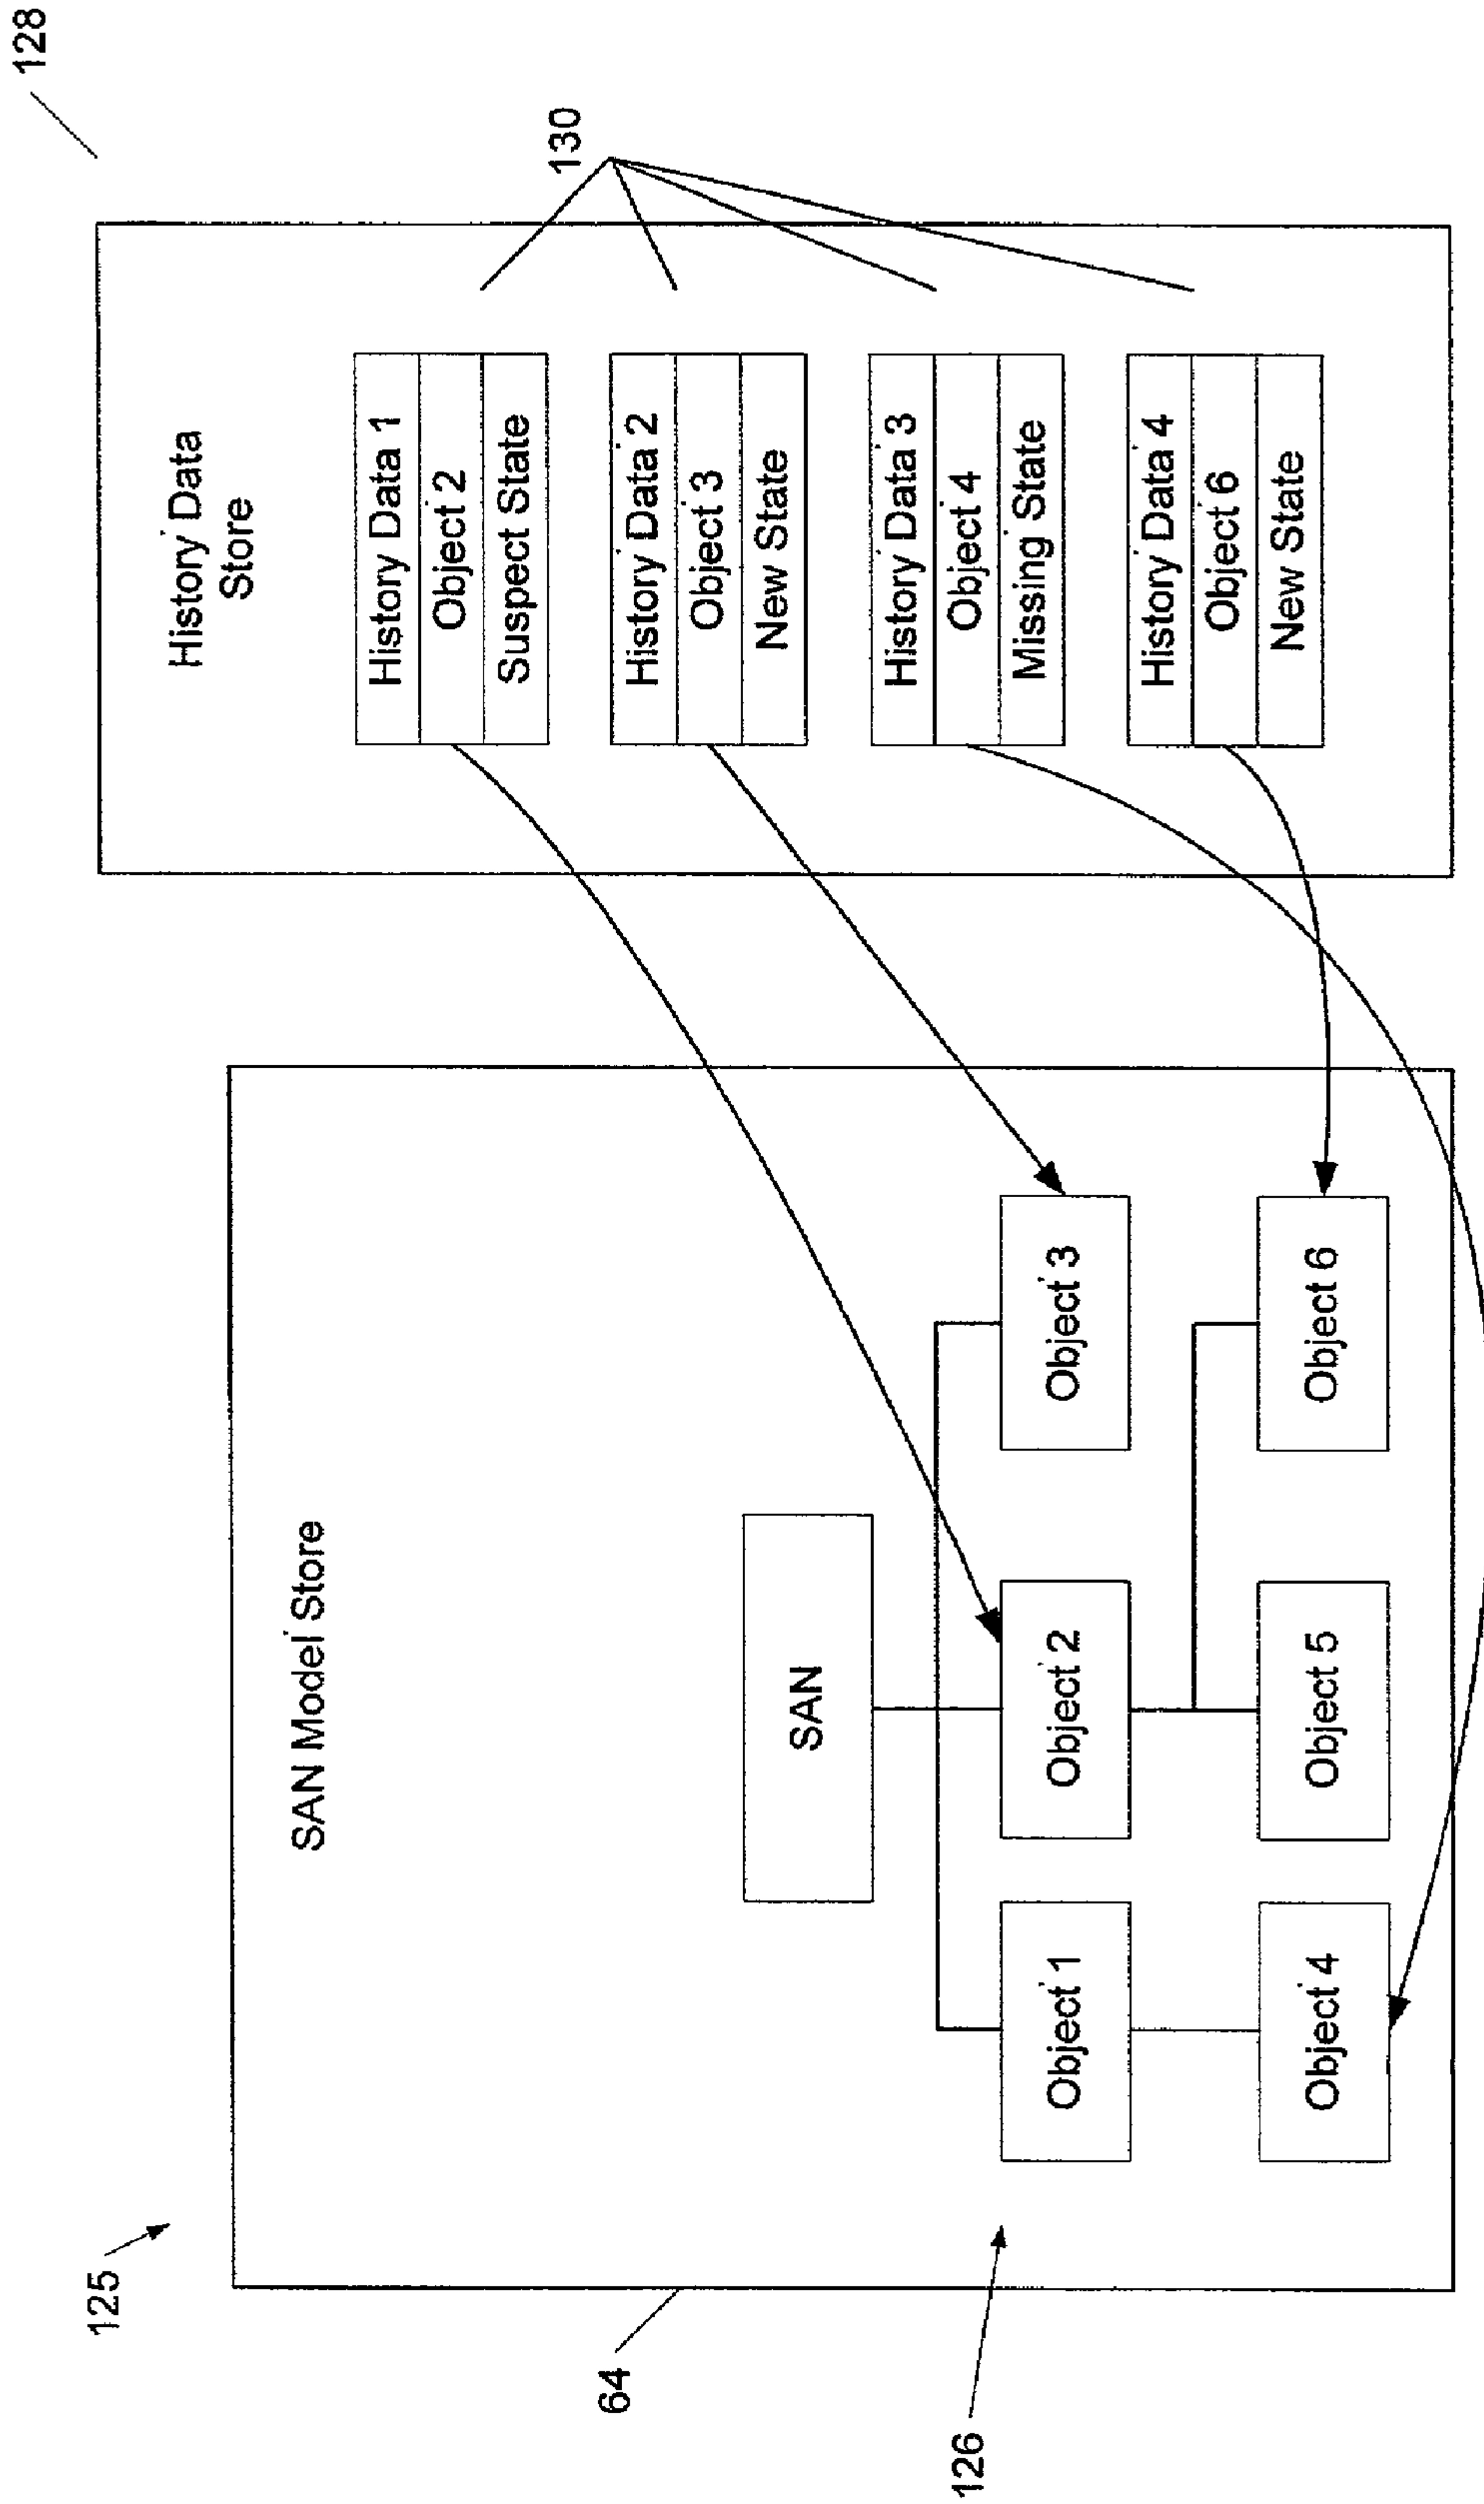 125
64
126
SAN Model Store
SAN
Object 1
Object 2
Object 3
Object 4
Object 5
Object 6
128
History Data
Store
130
History Data 1
Object 2
Suspect State
History Data 2
Object 3
New State
History Data 3
Object 4
Missing State
History Data 4
Object 6
New State